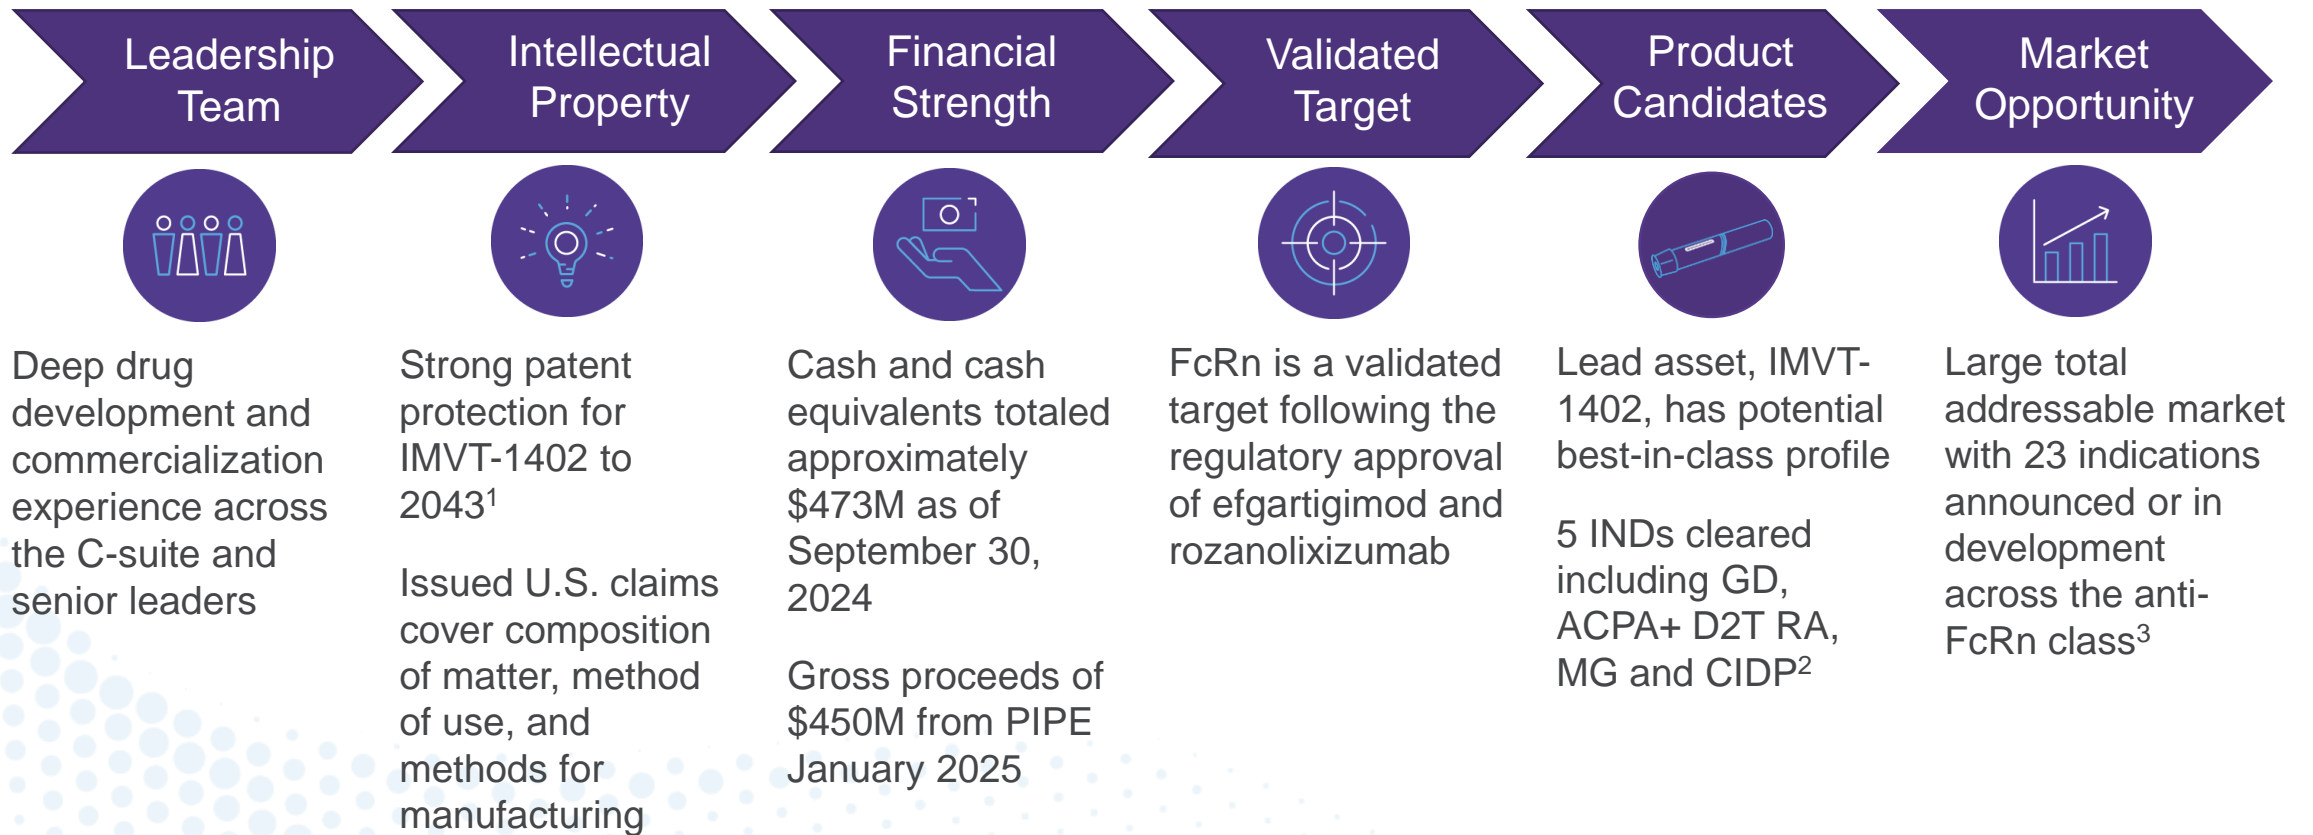 Leadership
Team
Intellectual
Property
Financial
Strength
Validated
Target
Product
Candidates
Market
Opportunity
Deep drug
development and
commercialization
experience across
the C-suite and
senior leaders
Strong patent
protection for
IMVT-1402 to
2043¹
Issued U.S. claims
cover composition
of matter, method
of use, and
methods for
manufacturing
Cash and cash
equivalents totaled
approximately
$473M as of
September 30,
2024
Gross proceeds of
$450M from PIPE
January 2025
FcRn is a validated
target following the
regulatory approval
of efgartigimod and
rozanolixizumab
Lead asset, IMVT-
1402, has potential
best-in-class profile
5 INDs cleared
including GD,
ACPA+ D2T RA,
MG and CIDP²
Large total
addressable market
with 23 indications
announced or in
development
across the anti-
FcRn class³